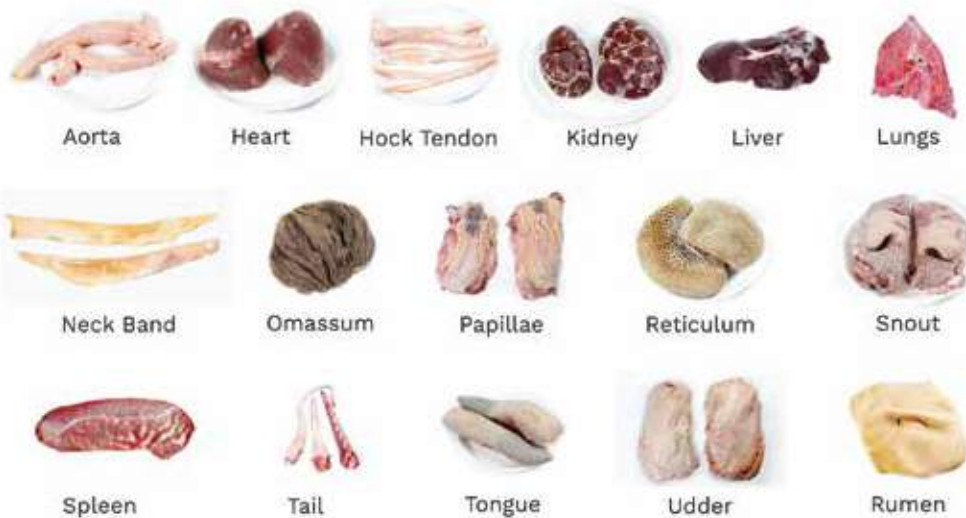 Aorta
Heart
Hock Tendon
Kidney
Liver
Lungs
Neck Band
Omassum
Papillae
Reticulum
Snout
Spleen
Tail
Tongue
Udder
Rumen